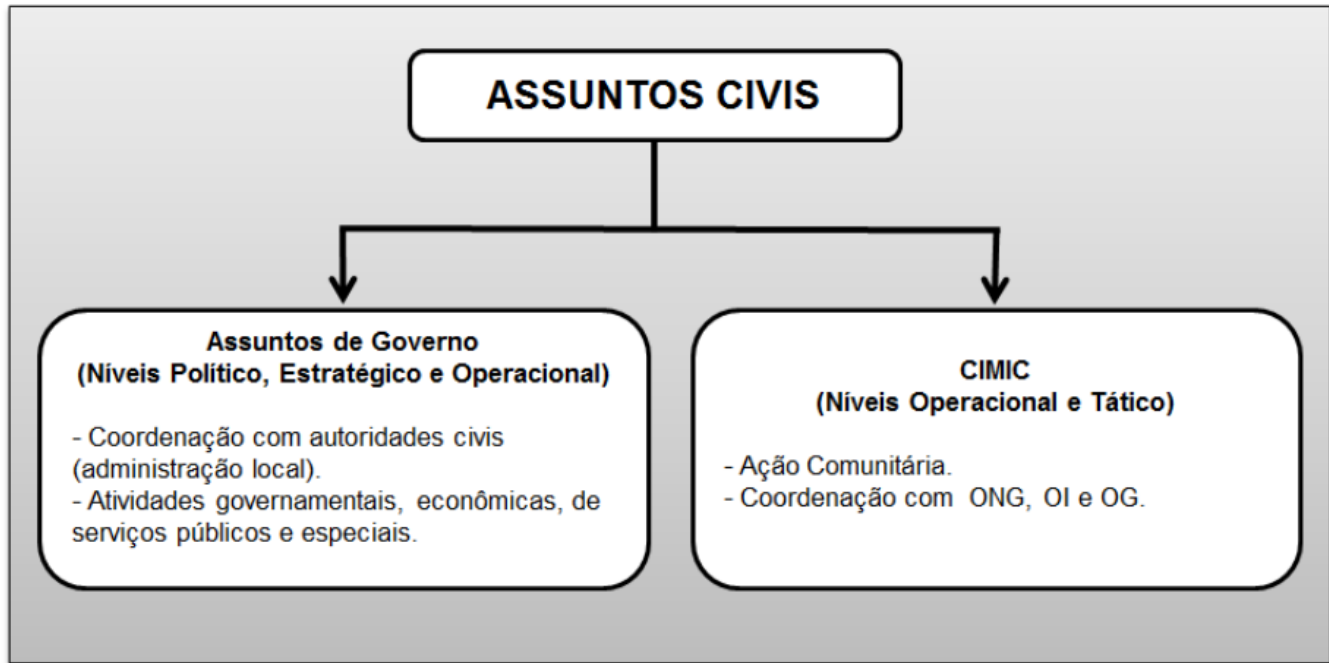 ASSUNTOS CIVIS
Assuntos de Governo
(Níveis Político, Estratégico e Operacional)
- Coordenação com autoridades civis
(administração local).
- Atividades governamentais, econômicas, de
serviços públicos e especiais.
CIMIC
(Níveis Operacional e Tático)
- Ação Comunitária.
- Coordenação com ONG, OI e OG.